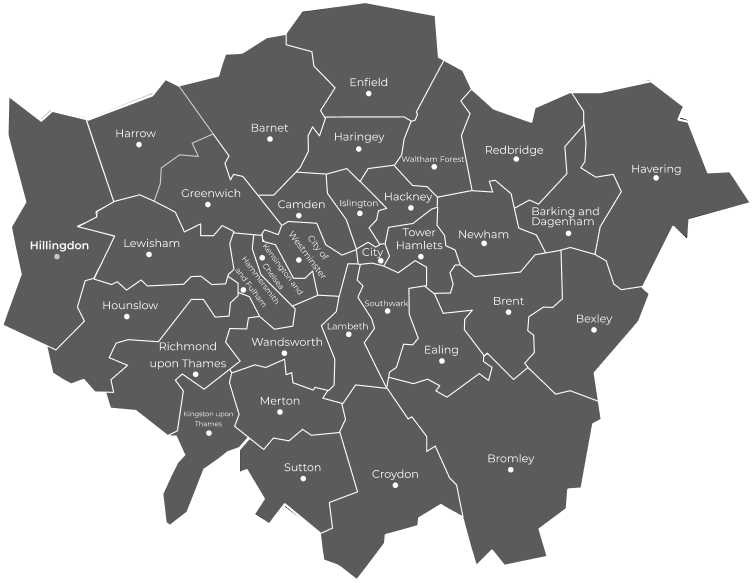 Enfield
Barnet
Harrow
Haringey
Waltham Forest
Redbridge
Havering
Greenwich
Camden
Islington
Hackney
Barking and
Dagenham
Hillingdon
Lewisham
City of
Westminster
Kensington and
Chelsea
Hammersmith
and Fulham
City
Tower
Hamlets
Newham
Hounslow
Richmond
upon Thames
Wandsworth
Lambeth
Southwark
Ealing
Brent
Bexley
Kingston upon
Thames
Merton
Sutton
Croydon
Bromley